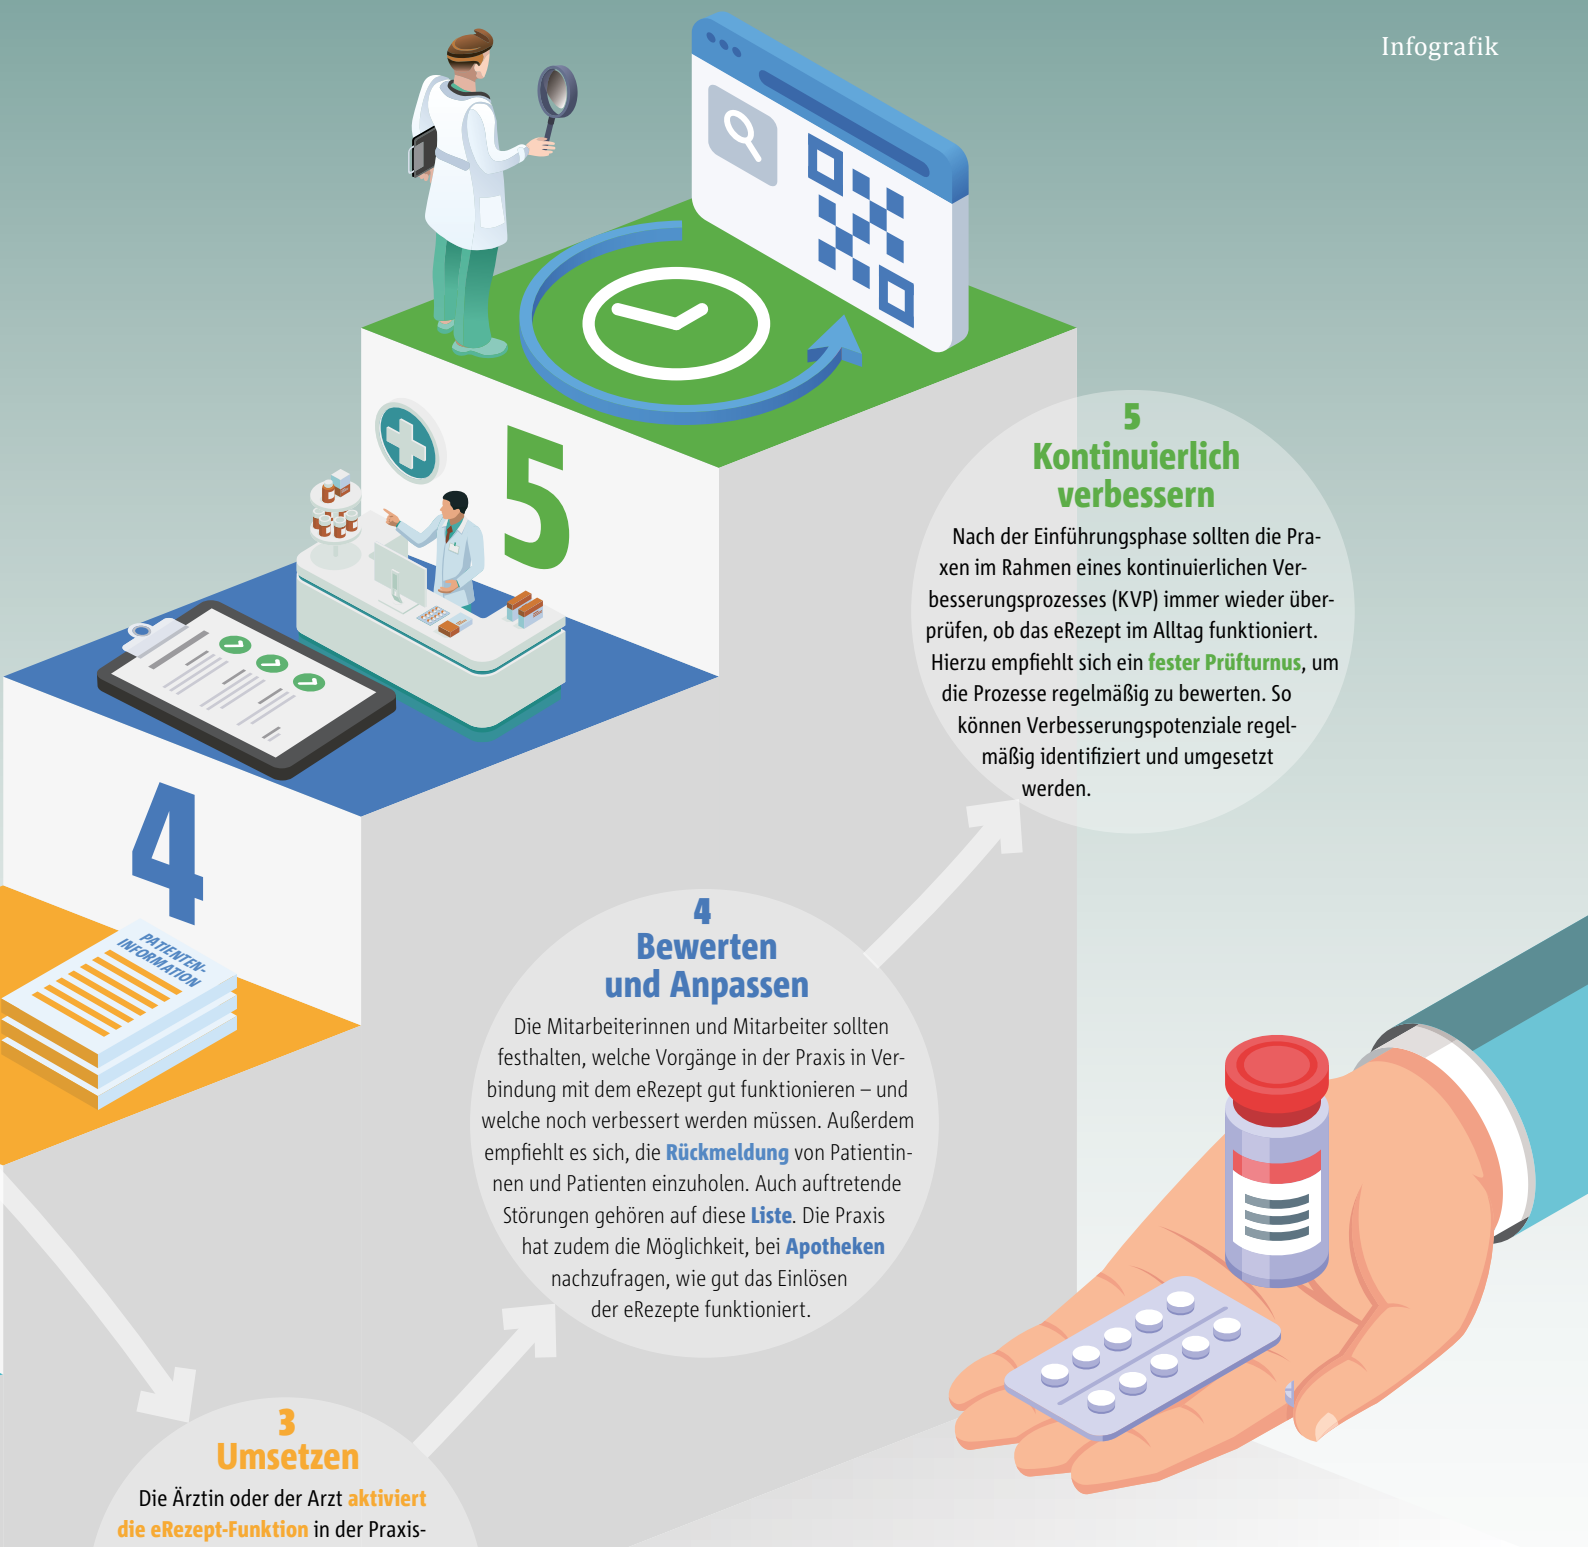 Infografik
5
5
Kontinuierlich
verbessern
Nach der Einführungsphase sollten die Pra-
xen im Rahmen eines kontinuierlichen Ver-
besserungsprozesses (KVP) immer wieder über-
prüfen, ob das eRezept im Alltag funktioniert.
Hierzu empfiehlt sich ein fester Prüfturnus, um
die Prozesse regelmäßig zu bewerten. So
können Verbesserungspotenziale regel-
mäßig identifiziert und umgesetzt
werden.
4
PATIENTEN-
INFORMATION
4
Bewerten
und Anpassen
Die Mitarbeiterinnen und Mitarbeiter sollten
festhalten, welche Vorgänge in der Praxis in Ver-
bindung mit dem eRezept gut funktionieren – und
welche noch verbessert werden müssen. Außerdem
empfiehlt es sich, die Rückmeldung von Patientin-
nen und Patienten einzuholen. Auch auftretende
Störungen gehören auf diese Liste. Die Praxis
hat zudem die Möglichkeit, bei Apotheken
nachzufragen, wie gut das Einlösen
der eRezepte funktioniert.
3
Umsetzen
Die Ärztin oder der Arzt aktiviert
die eRezept-Funktion in der Praxis-